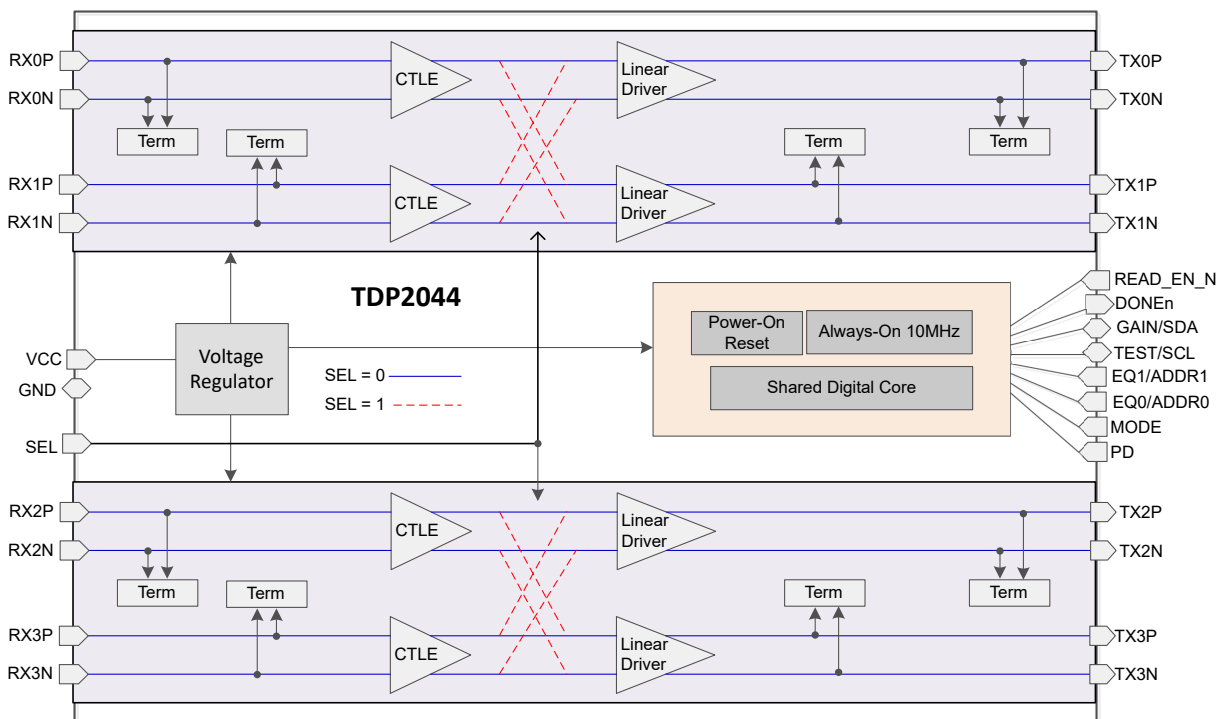 RX0P
CTLE
Linear
Driver
TX0P
RX0N
TX0N
Term
Term
Term
Term
RX1P
CTLE
Linear
Driver
TX1P
RX1N
TX1N
TDP2044
READ_EN_N
DONEn
GAIN/SDA
TEST/SCL
EQ1/ADDR1
EQ0/ADDR0
MODE
PD
Power-On
Reset
Always-On 10MHz
Shared Digital Core
VCC
GND
SEL
Voltage
Regulator
SEL = 0
SEL = 1
RX2P
CTLE
Linear
Driver
TX2P
RX2N
TX2N
Term
Term
Term
Term
RX3P
CTLE
Linear
Driver
TX3P
RX3N
TX3N